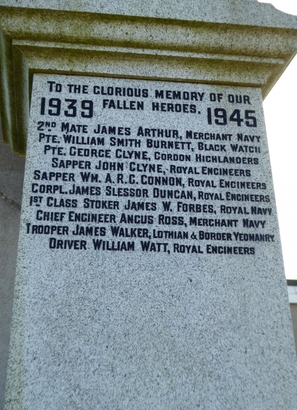 TO THE GLORIOUS MEMORY OF OUR
1939 FALLEN HEROES, 1945
2ND MATE JAMES ARTHUR, MERCHANT NAVY
PTE. WILLIAM SMITH BURNETT, BLACK WATCH
PTE. GEORGE CLYNE, GORDON HIGHLANDERS
SAPPER JOHN CLYNE, ROYAL ENGINEERS
SAPPER WM. A. R. G. CONNON, ROYAL ENGINEERS
CORPL. JAMES SLESSOR DUNCAN, ROYAL ENGINEERS
1ST CLASS STOKER JAMES W. FORBES, ROYAL NAVY
CHIEF ENGINEER ANGUS ROSS, MERCHANT NAVY
TROOPER JAMES WALKER, LOTHIAN & BORDER YEOMANRY
DRIVER WILLIAM WATT, ROYAL ENGINEERS